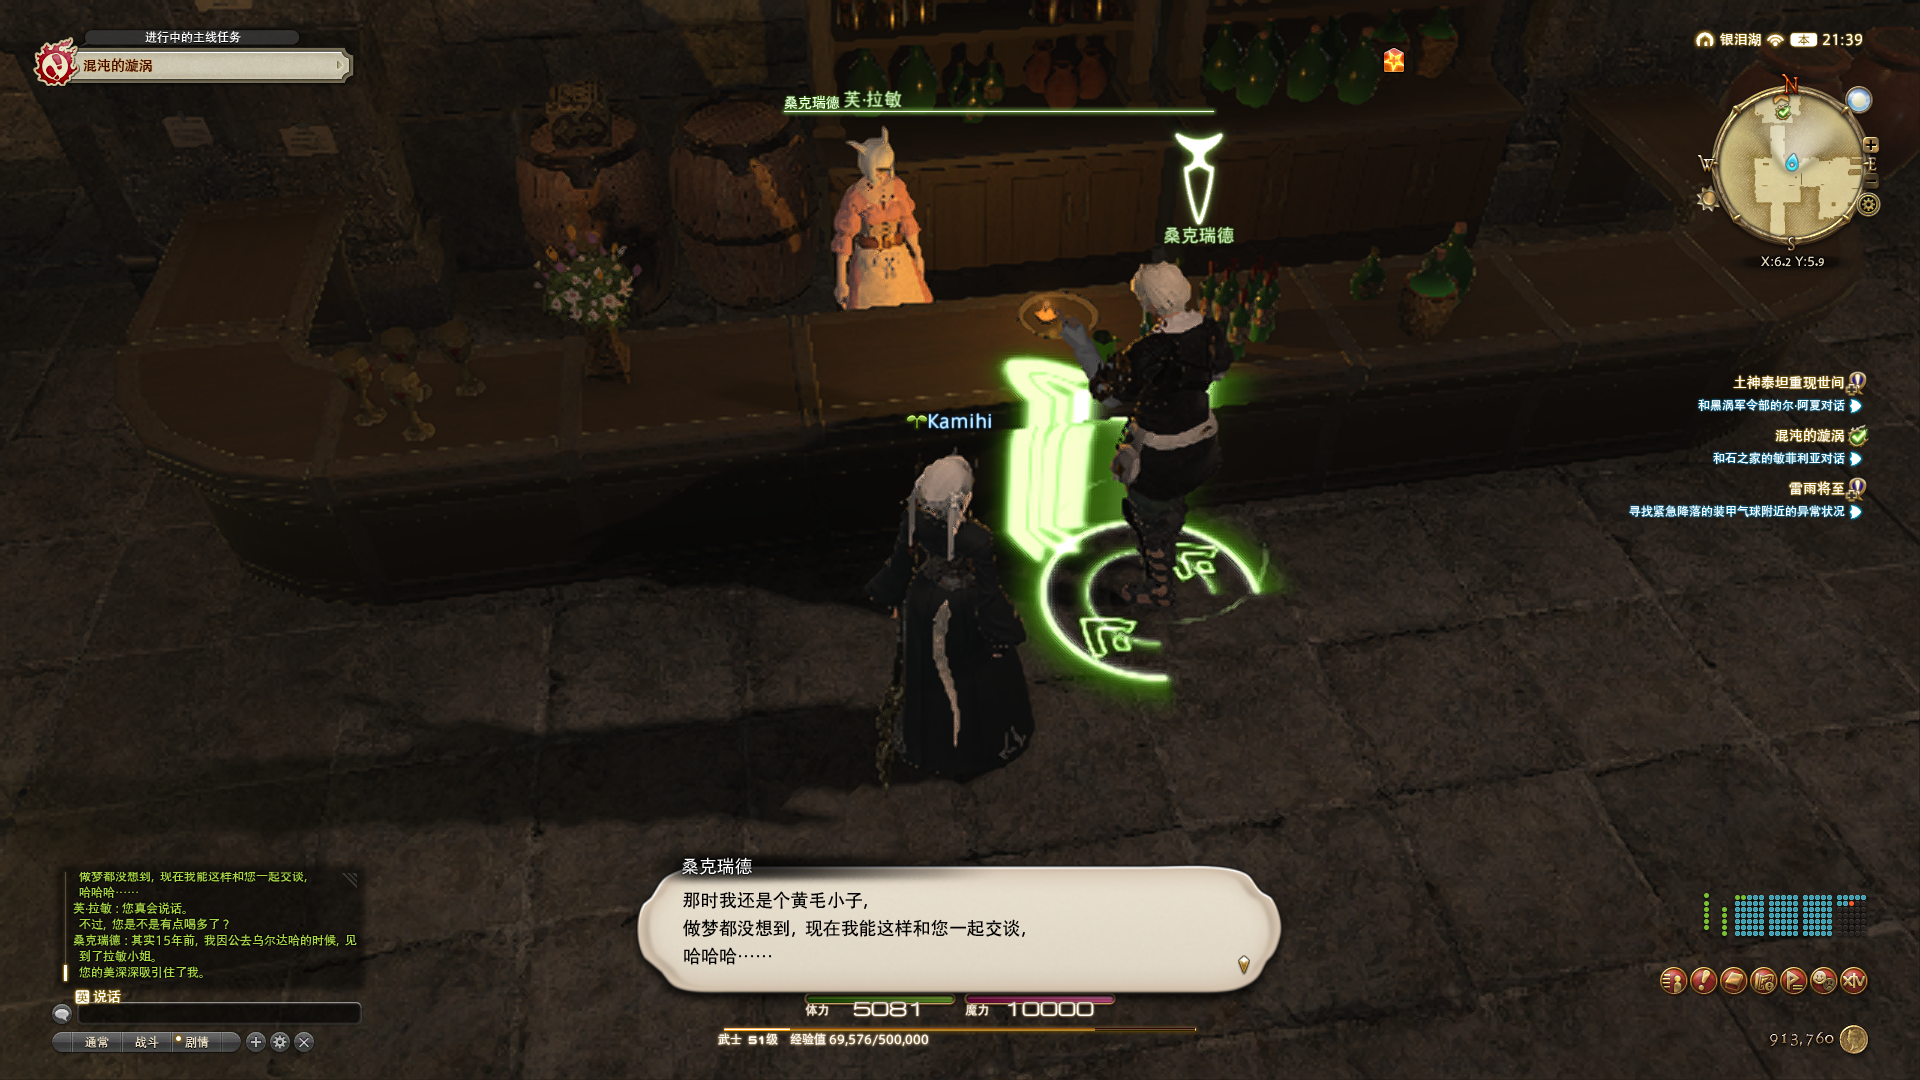 进行中的主线任务
混沌的漩涡
银泪湖 本 21:39
N
W
E
S
X:6.2 Y:5.9
桑克瑞德 芙·拉敏
桑克瑞德
Kamihi
土神泰坦重现世间
和黑涡军令部的尔·阿夏对话
混沌的漩涡
和石之家的敏菲利亚对话
雷雨将至
寻找紧急降落的装甲气球附近的异常状况
做梦都没想到，现在我能这样和您一起交谈，
哈哈哈……
芙·拉敏：您真会说话。
不过，您是不是有点喝多了？
桑克瑞德：其实15年前，我因公去乌尔达哈的时候，见
到了拉敏小姐。
您的美深深吸引住了我。
英 说话
通常 战斗 剧情
桑克瑞德
那时我还是个黄毛小子，
做梦都没想到，现在我能这样和您一起交谈，
哈哈哈……
体力 5081 魔力 10000
武士 51级 经验值 69,576/500,000
XIV
913,760